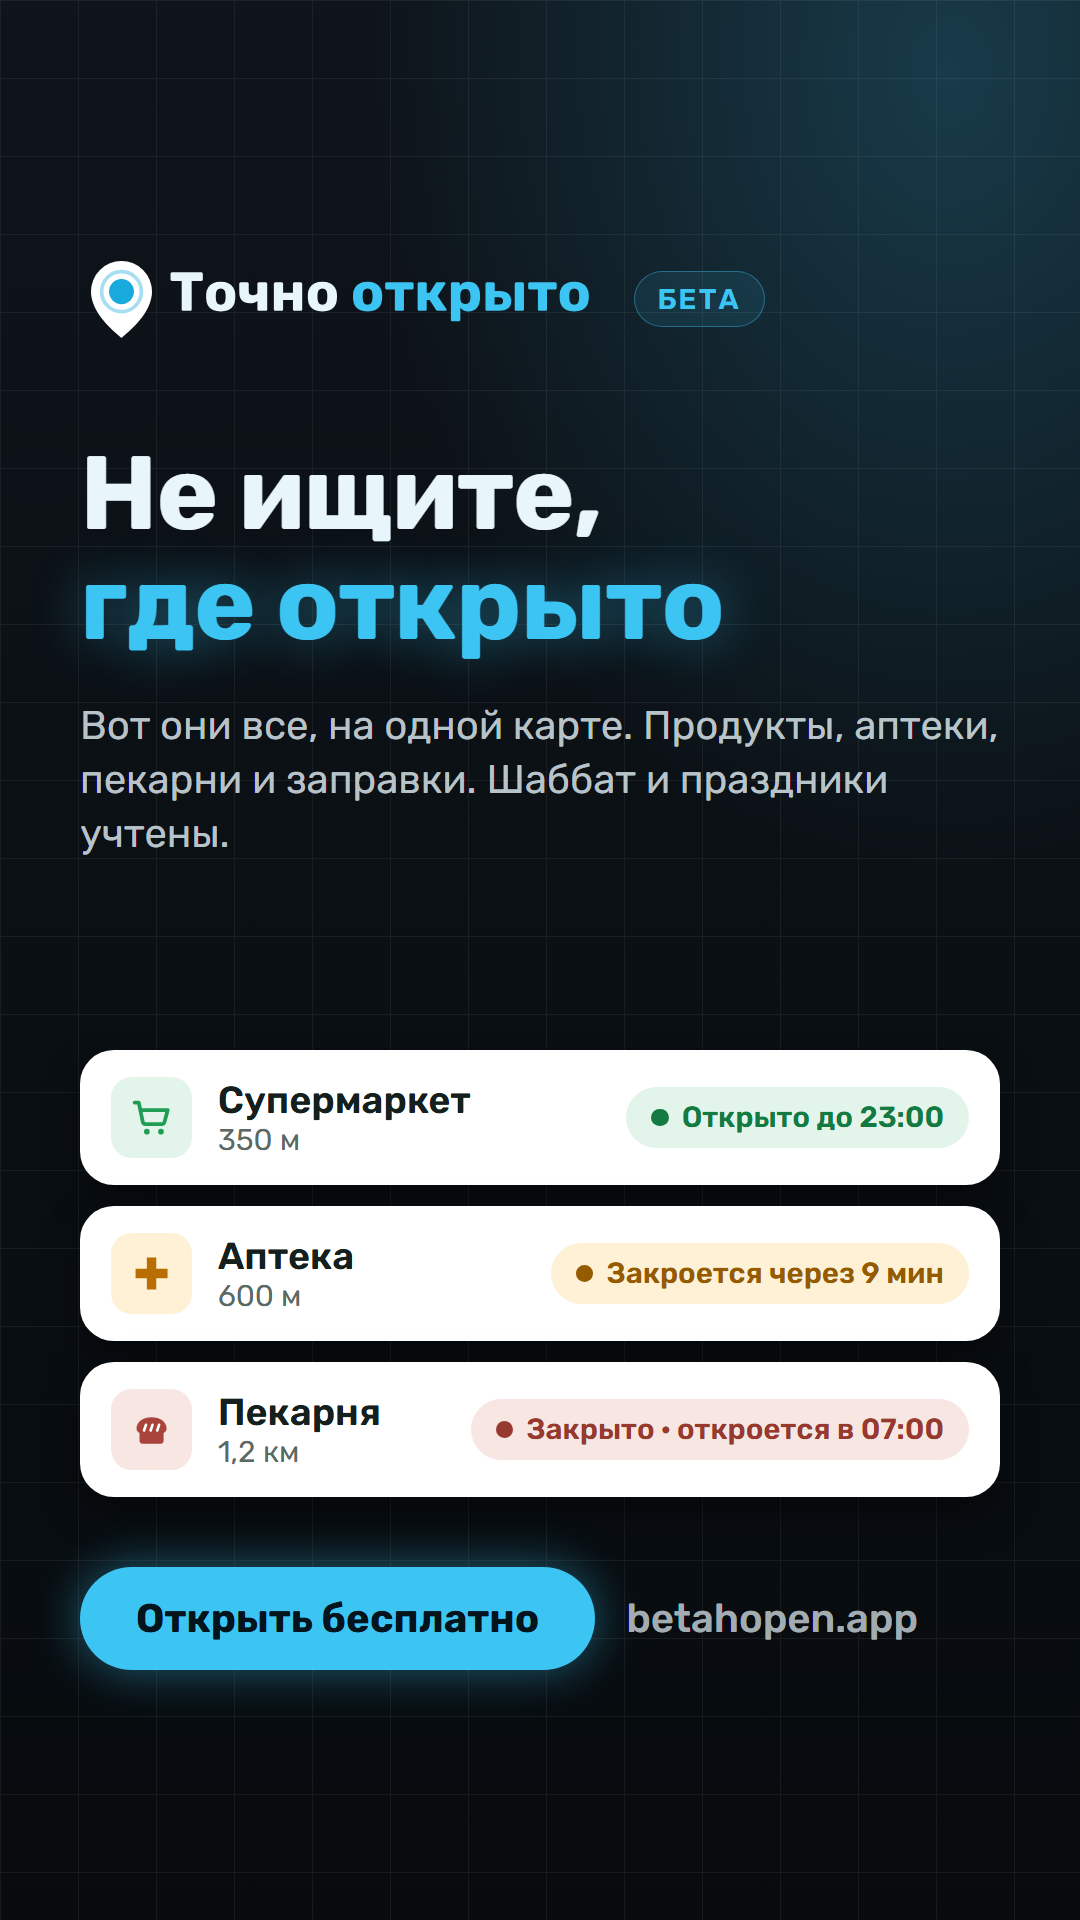 Точно открыто
БЕТА
Не ищите,
где открыто
Вот они все, на одной карте. Продукты, аптеки,
пекарни и заправки. Шаббат и праздники
учтены.
Супермаркет
350 м
Открыто до 23:00
Аптека
600 м
Закроется через 9 мин
Пекарня
1,2 км
Закрыто • откроется в 07:00
Открыть бесплатно
betahopen.app